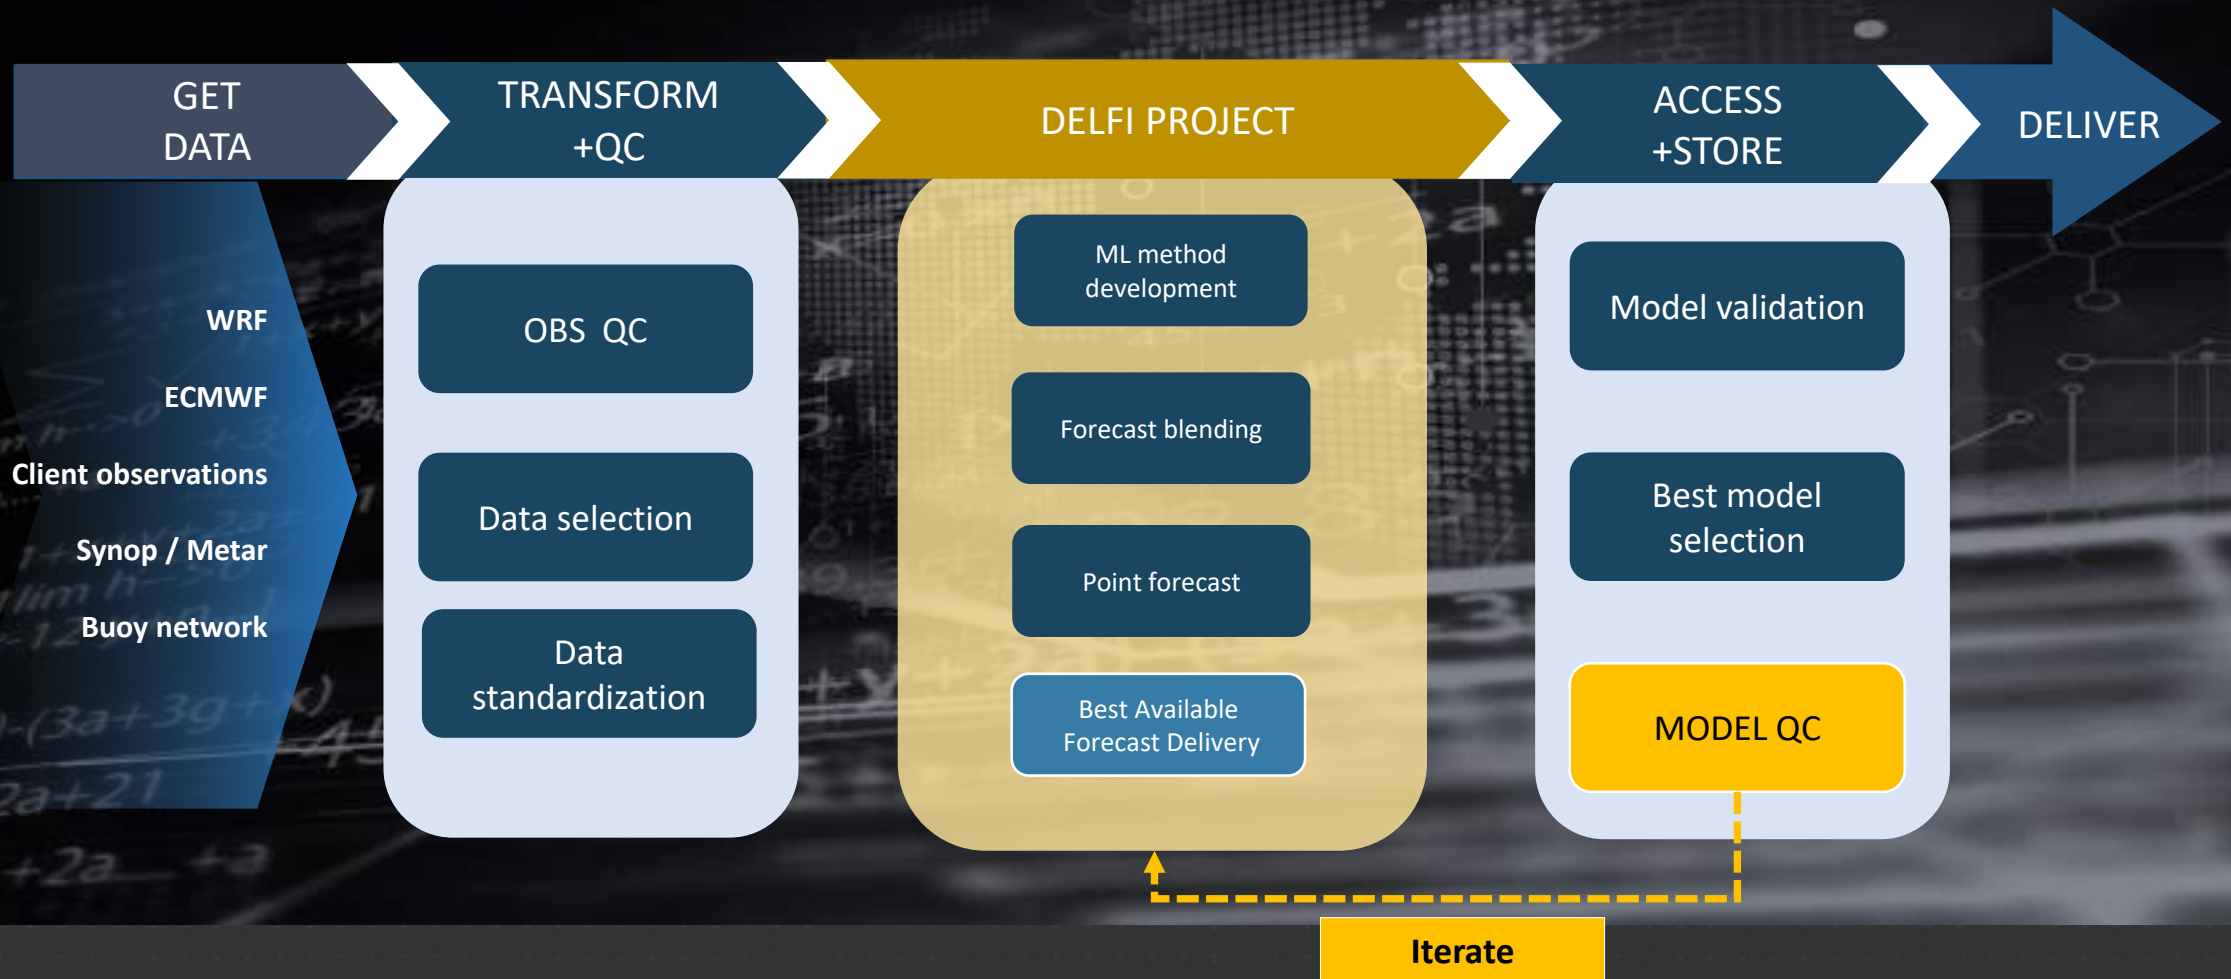 GET
DATA
TRANSFORM
+QC
DELFI PROJECT
ACCESS
+STORE
DELIVER
WRF
ECMWF
Client observations
Synop / Metar
Buoy network
OBS QC
Data selection
Data
standardization
ML method
development
Forecast blending
Point forecast
Best Available
Forecast Delivery
Model validation
Best model
selection
MODEL QC
Iterate